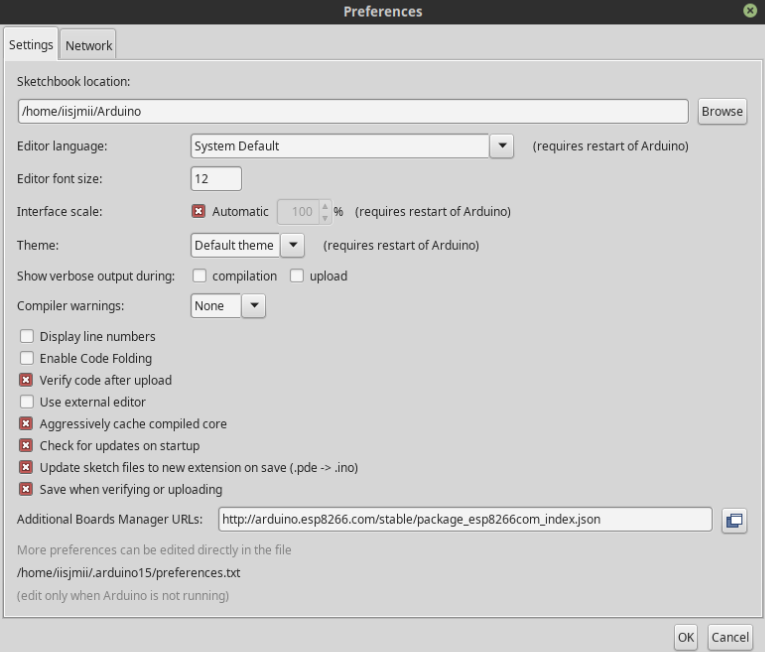 Preferences
Settings Network
Sketchbook location:
/home/iisjmii/Arduino Browse
Editor language: System Default (requires restart of Arduino)
Editor font size: 12
Interface scale: Automatic 100 % (requires restart of Arduino)
Theme: Default theme (requires restart of Arduino)
Show verbose output during: compilation upload
Compiler warnings: None
Display line numbers
Enable Code Folding
Verify code after upload
Use external editor
Aggressively cache compiled core
Check for updates on startup
Update sketch files to new extension on save (.pde -> .ino)
Save when verifying or uploading
Additional Boards Manager URLs: http://arduino.esp8266.com/stable/package_esp8266com_index.json
More preferences can be edited directly in the file
/home/iisjmii/.arduino15/preferences.txt
(edit only when Arduino is not running)
OK Cancel